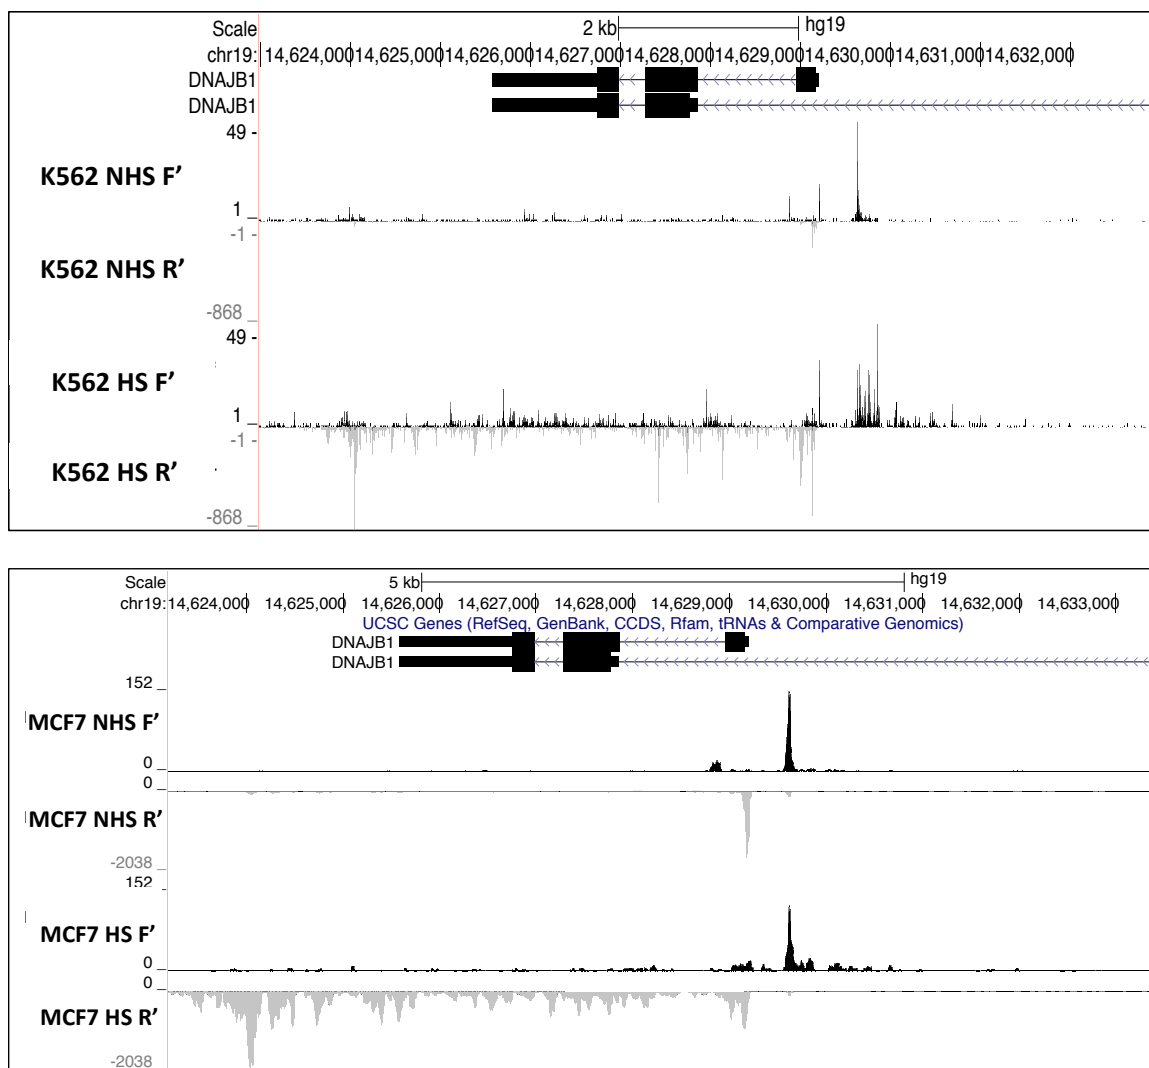 Scale 2 kb hg19
chr19: 14,624,000 14,625,000 14,626,000 14,627,000 14,628,000 14,629,000 14,630,000 14,631,000 14,632,000
DNAJB1
DNAJB1
49 -
K562 NHS F’
1 _
-1 -
K562 NHS R’
-868 _
49 -
K562 HS F’
1 _
-1 -
K562 HS R’
-868 _
Scale 5 kb hg19
chr19: 14,624,000 14,625,000 14,626,000 14,627,000 14,628,000 14,629,000 14,630,000 14,631,000 14,632,000 14,633,000
UCSC Genes (RefSeq, GenBank, CCDS, Rfam, tRNAs & Comparative Genomics)
DNAJB1
DNAJB1
152 _
MCF7 NHS F’
0 _
0 _
MCF7 NHS R’
-2038 _
152 _
MCF7 HS F’
0 _
0 _
MCF7 HS R’
-2038